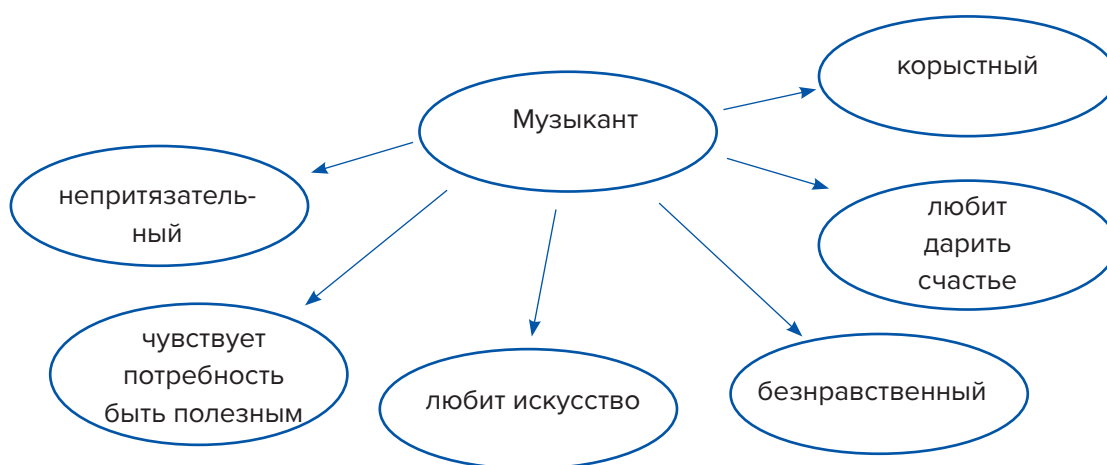 корыстный
Музыкант
непритязатель-
ный
любит
дарить
счастье
чувствует
потребность
быть полезным
любит искусство
безнравственный